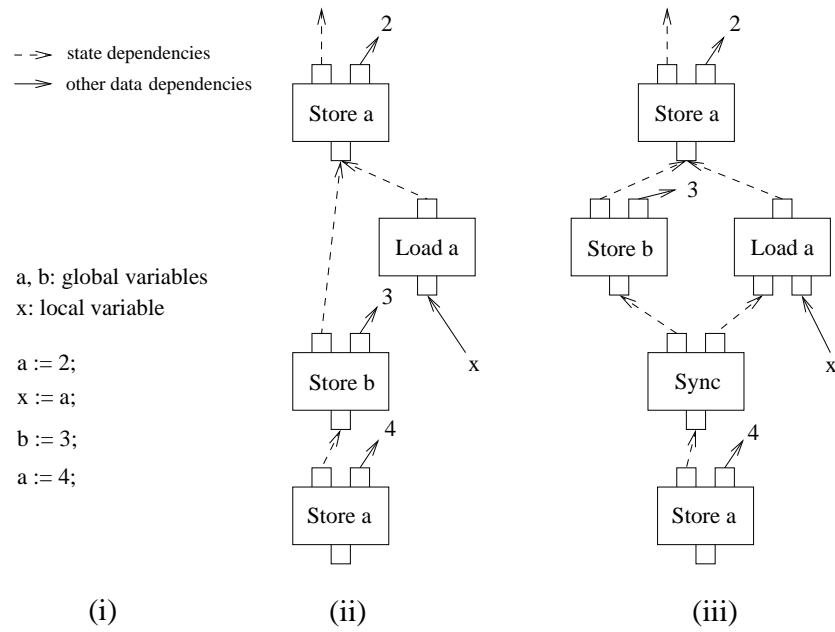 state dependencies
other data dependencies
a, b: global variables
x: local variable
a := 2;
x := a;
b := 3;
a := 4;
(i)
2
Store a
Load a
3
x
Store b
4
Store a
(ii)
2
Store a
3
Store b
Load a
x
Sync
4
Store a
(iii)